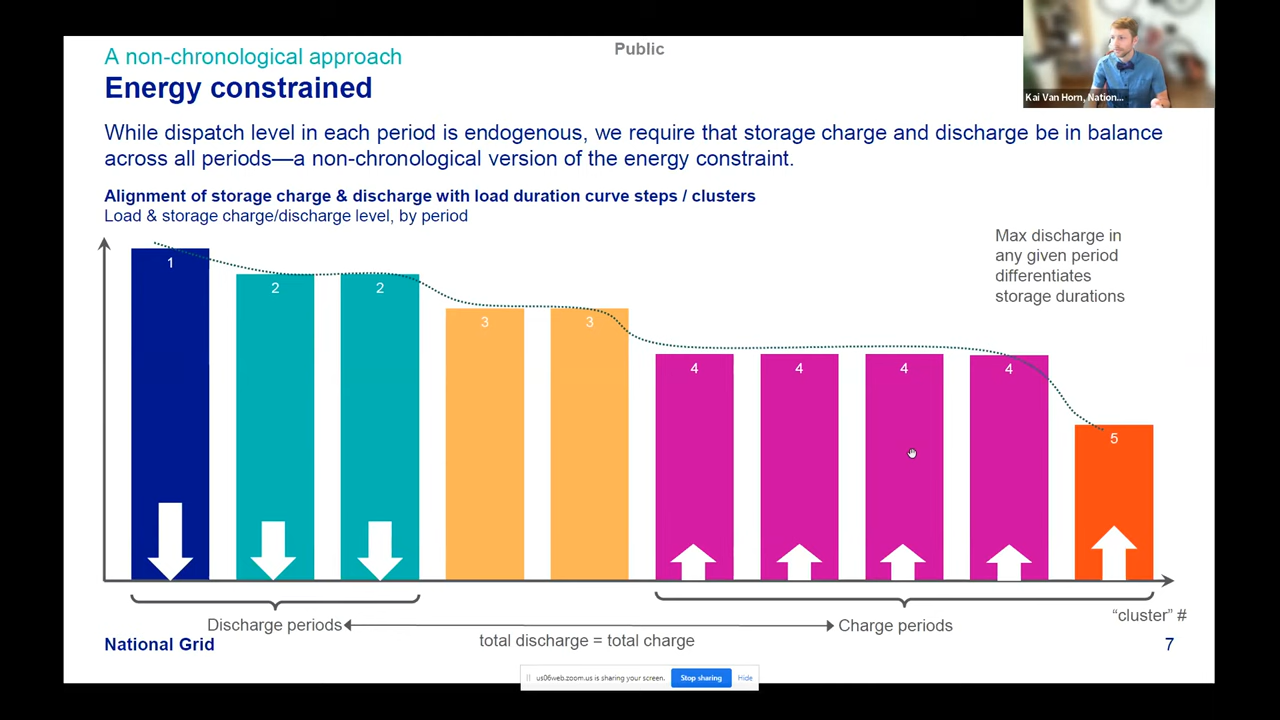 A non-chronological approach
Public
Energy constrained
Kai Van Horn, Nation...
While dispatch level in each period is endogenous, we require that storage charge and discharge be in balance
across all periods—a non-chronological version of the energy constraint.
Alignment of storage charge & discharge with load duration curve steps / clusters
Load & storage charge/discharge level, by period
Max discharge in
any given period
differentiates
storage durations
1
2
2
3
3
4
4
4
4
5
Discharge periods
Charge periods
"cluster" #
total discharge = total charge
National Grid
7
us06web.zoom.us is sharing your screen.
Stop sharing
Hide